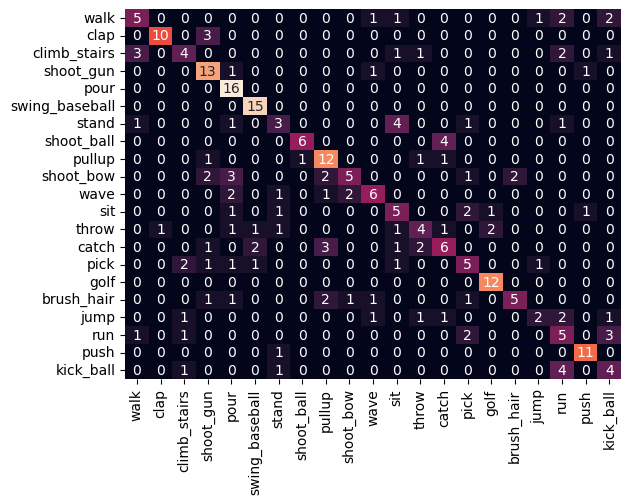 walk 5 0 0 0 0 0 0 0 0 0 1 1 0 0 0 0 0 1 2 0 2
clap 0 10 0 3 0 0 0 0 0 0 0 0 0 0 0 0 0 0 0 0 0
climb_stairs 3 0 4 0 0 0 0 0 0 0 0 1 1 0 0 0 0 0 2 0 1
shoot_gun 0 0 0 13 1 0 0 0 0 0 1 0 0 0 0 0 0 0 0 1 0
pour 0 0 0 0 16 0 0 0 0 0 0 0 0 0 0 0 0 0 0 0 0
swing_baseball 0 0 0 0 0 15 0 0 0 0 0 0 0 0 0 0 0 0 0 0 0
stand 1 0 0 0 1 0 3 0 0 0 0 4 0 0 1 0 0 0 1 0 0
shoot_ball 0 0 0 0 0 0 0 6 0 0 0 0 0 4 0 0 0 0 0 0 0
pullup 0 0 0 1 0 0 0 1 12 0 0 0 1 1 0 0 0 0 0 0 0
shoot_bow 0 0 0 2 3 0 0 0 2 5 0 0 0 0 1 0 2 0 0 0 0
wave 0 0 0 0 2 0 1 0 1 2 6 0 0 0 0 0 0 0 0 0 0
sit 0 0 0 0 1 0 1 0 0 0 0 5 0 0 2 1 0 0 0 1 0
throw 0 1 0 0 1 1 1 0 0 0 0 1 4 1 0 2 0 0 0 0 0
catch 0 0 0 1 0 2 0 0 3 0 0 1 2 6 0 0 0 0 0 0 0
pick 0 0 2 1 1 1 0 0 0 0 0 1 0 0 5 0 0 1 0 0 0
golf 0 0 0 0 0 0 0 0 0 0 0 0 0 0 0 12 0 0 0 0 0
brush_hair 0 0 0 1 1 0 0 0 2 1 1 0 0 0 1 0 5 0 0 0 0
jump 0 0 1 0 0 0 0 0 0 0 1 0 1 1 0 0 0 2 2 0 1
run 1 0 1 0 0 0 0 0 0 0 0 0 0 0 2 0 0 0 5 0 3
push 0 0 0 0 0 0 1 0 0 0 0 0 0 0 0 0 0 0 0 11 0
kick_ball 0 0 1 0 0 0 1 0 0 0 0 0 0 0 0 0 0 0 4 0 4
walk clap climb_stairs shoot_gun pour swing_baseball stand shoot_ball pullup shoot_bow wave sit throw catch pick golf brush_hair jump run push kick_ball